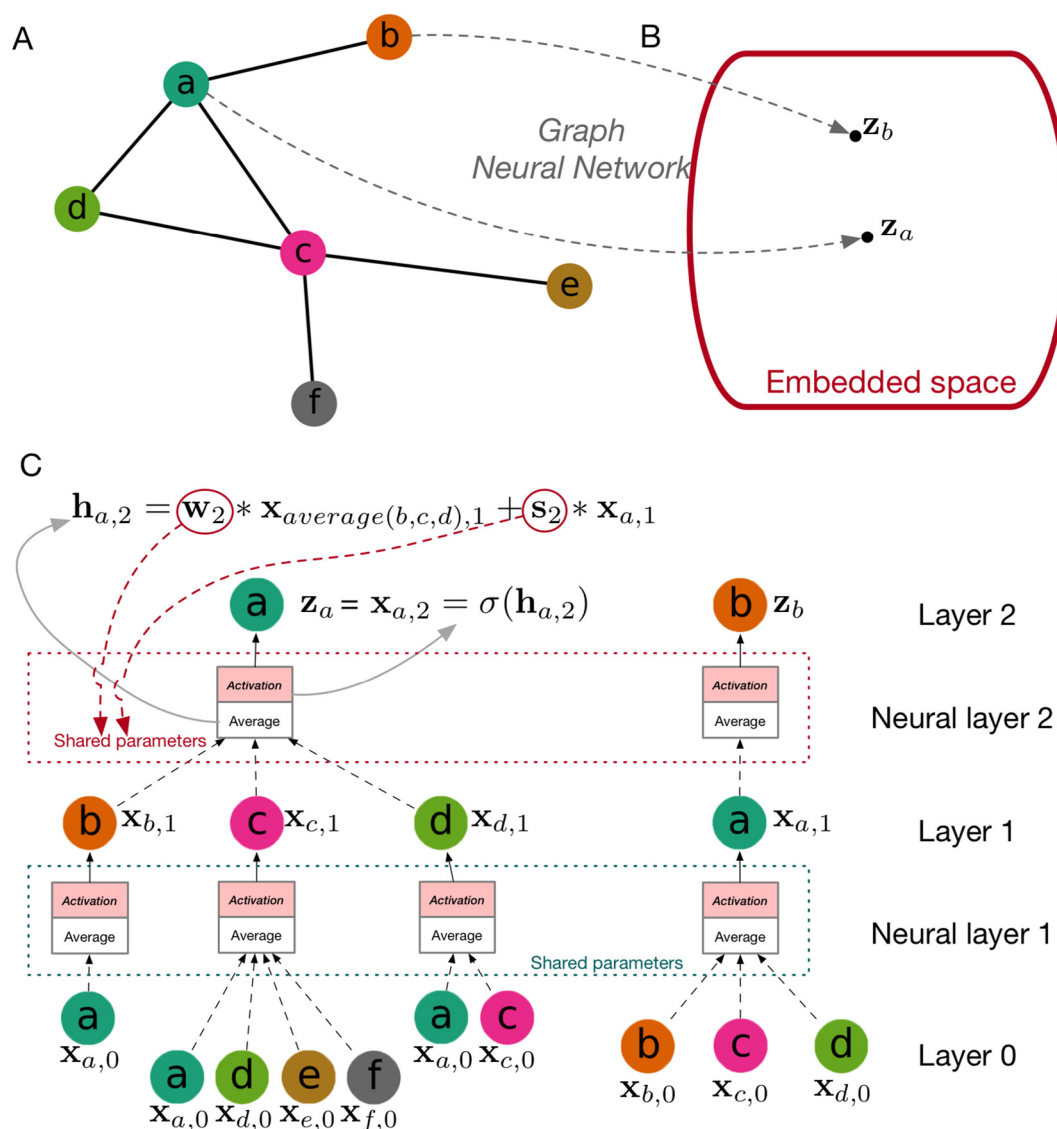 A
B
b
a
d
c
e
f
Graph
Neural Network
z_b
z_a
Embedded space
C
h_{a,2} = w_2 * x_{average(b,c,d),1} + s_2 * x_{a,1}
a
z_a = x_{a,2} = σ(h_{a,2})
b
z_b
Layer 2
Activation
Average
Activation
Average
Shared parameters
Neural layer 2
b
x_{b,1}
c
x_{c,1}
d
x_{d,1}
a
x_{a,1}
Layer 1
Activation
Average
Activation
Average
Activation
Average
Activation
Average
Shared parameters
Neural layer 1
a
x_{a,0}
a
d
e
f
x_{a,0}
x_{d,0}
x_{e,0}
x_{f,0}
a
c
x_{a,0}
x_{c,0}
b
c
d
x_{b,0}
x_{c,0}
x_{d,0}
Layer 0